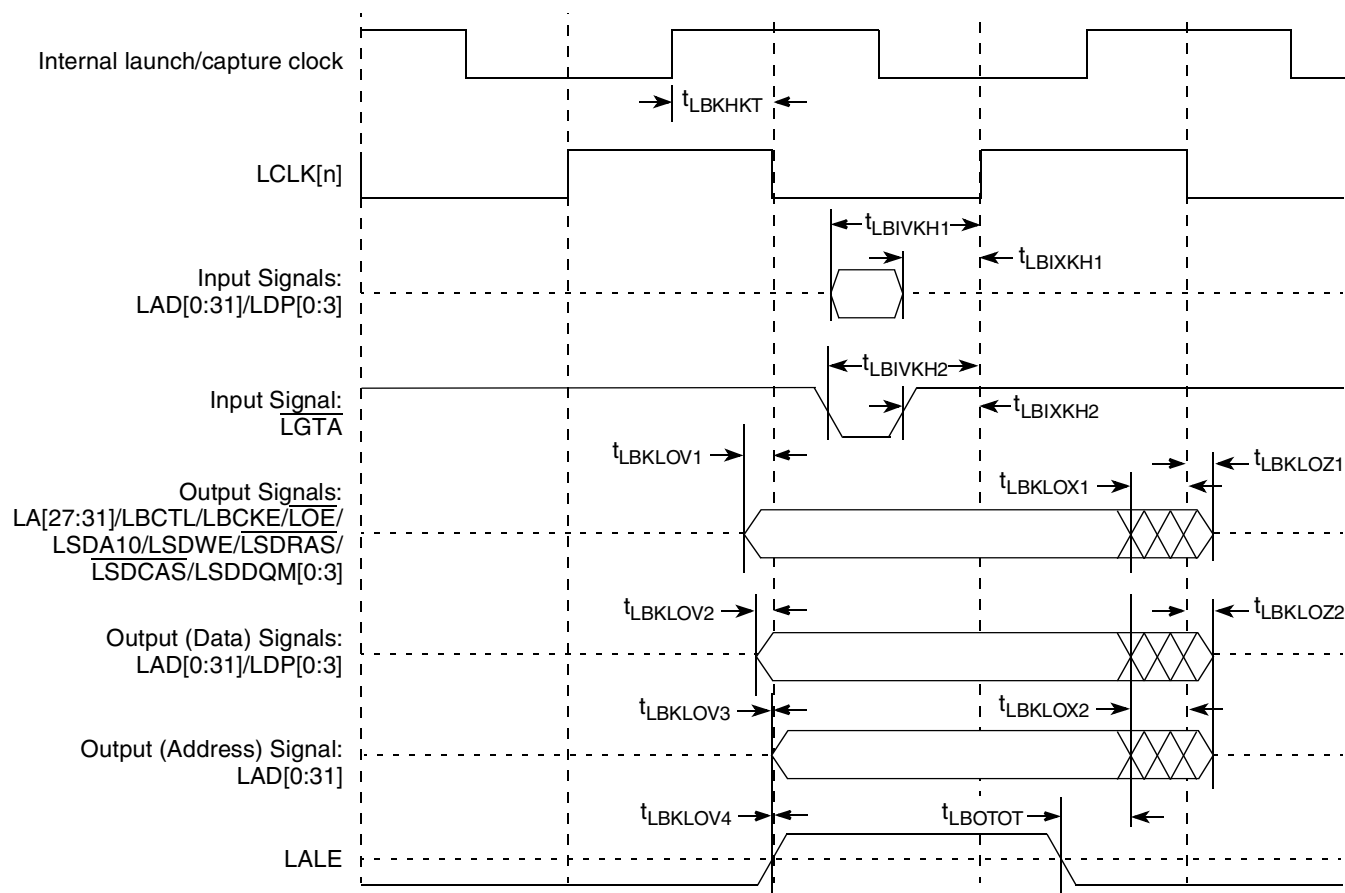 Internal launch/capture clock
tLBKHKT
LCLK[n]
tLBIVKH1
tLBIXKH1
Input Signals:
LAD[0:31]/LDP[0:3]
tLBIVKH2
Input Signal:
LGTA
tLBIXKH2
tLBKLOV1
tLBKLOX1
tLBKLOZ1
Output Signals:
LA[27:31]/LBCTL/LBCKE/LOE/
LSDA10/LSDWE/LSDRAS/
LSDCAS/LSDDQM[0:3]
tLBKLOV2
tLBKLOZ2
Output (Data) Signals:
LAD[0:31]/LDP[0:3]
tLBKLOV3
tLBKLOX2
Output (Address) Signal:
LAD[0:31]
tLBKLOV4
tLBOTOT
LALE